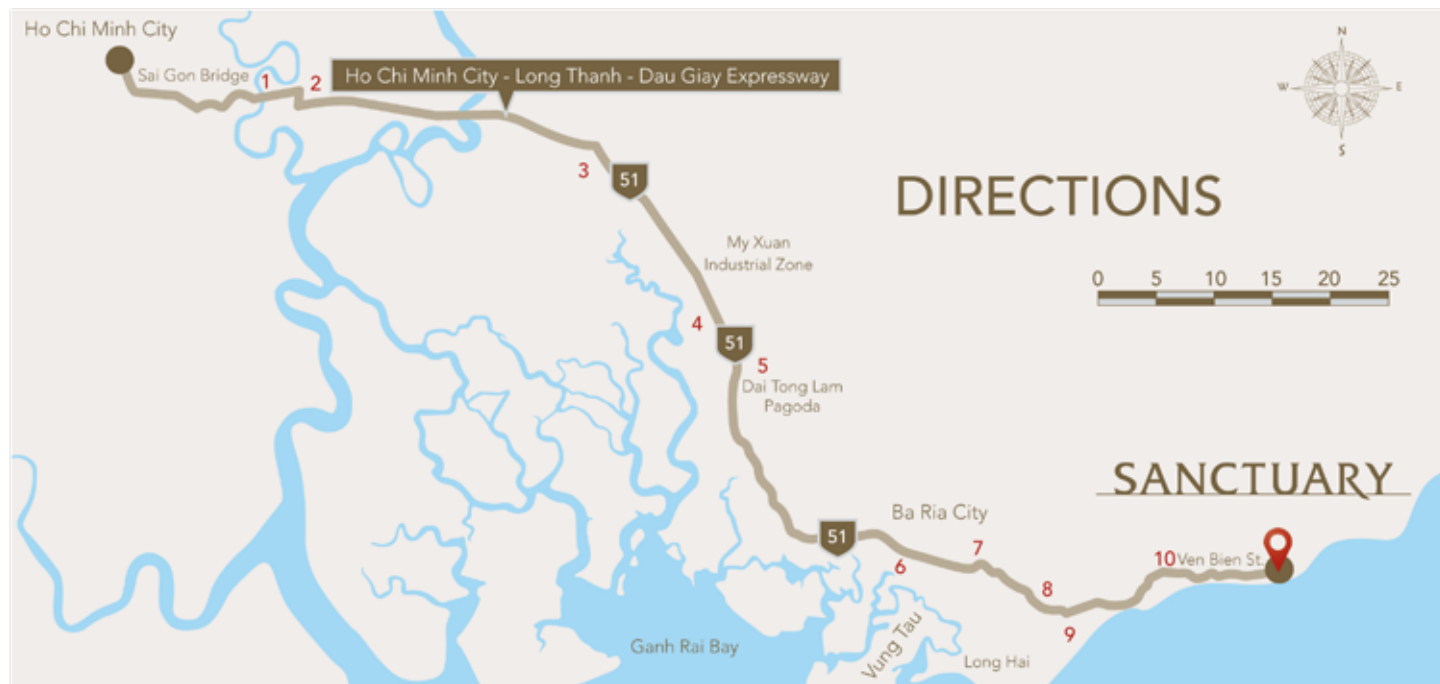 Ho Chi Minh City
Sai Gon Bridge
1
2
Ho Chi Minh City - Long Thanh - Dau Giay Expressway
N
W
E
S
3
51
DIRECTIONS
My Xuan
Industrial Zone
0 5 10 15 20 25
4
51
5
Dai Tong Lam
Pagoda
SANCTUARY
51
Ba Ria City
6
7
8
9
10
Ven Bien St.
Ganh Rai Bay
Vung Tau
Long Hai